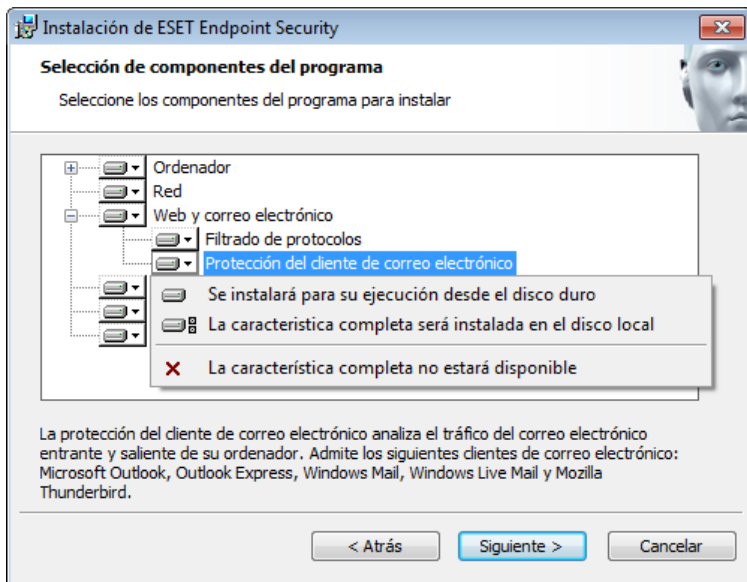 Instalación de ESET Endpoint Security
Selección de componentes del programa
Seleccione los componentes del programa para instalar
Ordenador
Red
Web y correo electrónico
Filtrado de protocolos
Protección del cliente de correo electrónico
Se instalará para su ejecución desde el disco duro
La caracteristica completa será instalada en el disco local
La característica completa no estará disponible
La protección del cliente de correo electrónico analiza el tráfico del correo electrónico
entrante y saliente de su ordenador. Admite los siguientes clientes de correo electrónico:
Microsoft Outlook, Outlook Express, Windows Mail, Windows Live Mail y Mozilla
Thunderbird.
< Atrás
Siguiente >
Cancelar